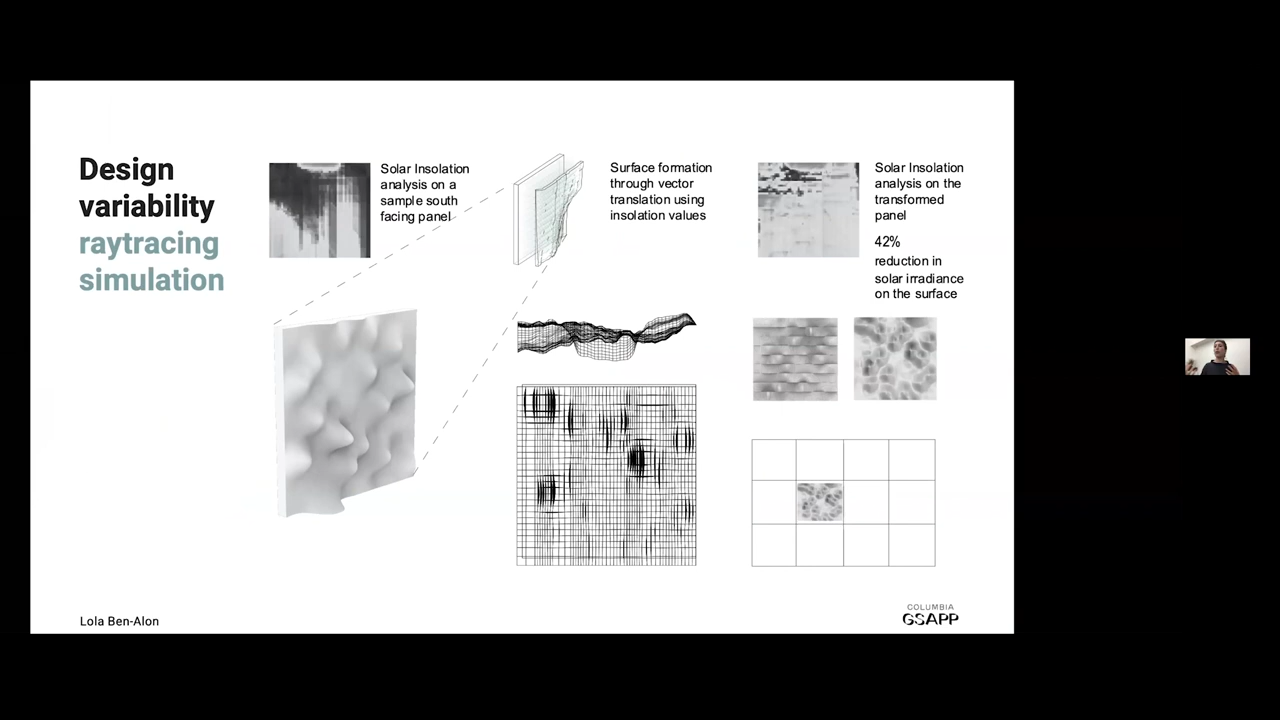 Design
variability
raytracing
simulation
Solar Insolation
analysis on a
sample south
facing panel
Surface formation
through vector
translation using
insolation values
Solar Insolation
analysis on the
transformed
panel
42%
reduction in
solar irradiance
on the surface
Lola Ben-Alon
COLUMBIA
GSAPP